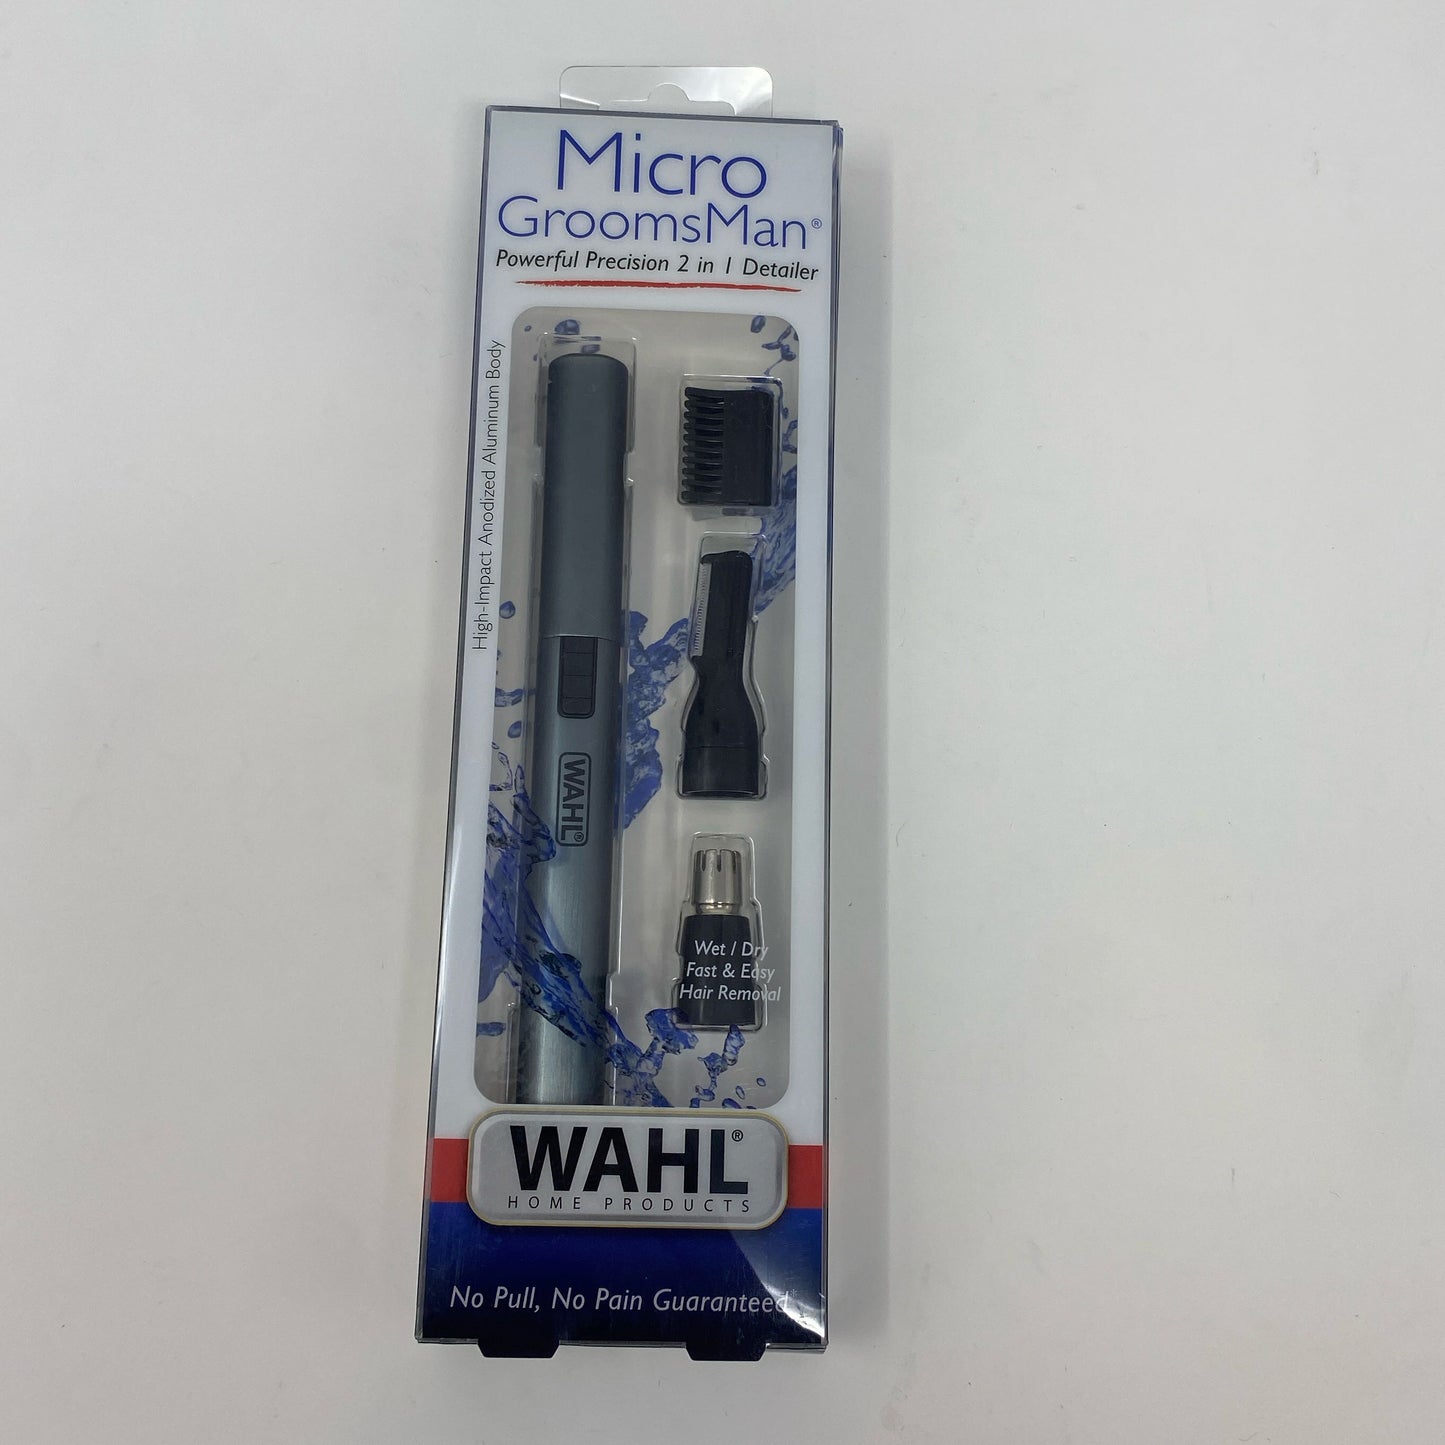 Micro
GroomsMan®
Powerful Precision 2 in 1 Detailer
High-Impact Anodized Aluminum Body
WAHL®
Wet / Dry
Fast & Easy
Hair Removal
WAHL®
HOME PRODUCTS
No Pull, No Pain Guaranteed*